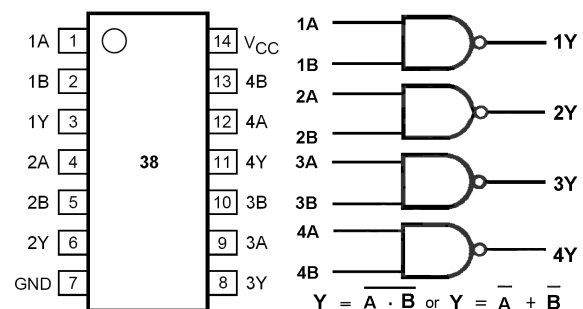 1A 1 14 VCC
1B 2 13 4B
1Y 3 12 4A
2A 4 38 11 4Y
2B 5 10 3B
2Y 6 9 3A
GND 7 8 3Y
1A
1B
1Y
2A
2B
2Y
3A
3B
3Y
4A
4B
4Y
Y = A̅ ̅·̅ ̅B̅ or Y = A̅ + B̅